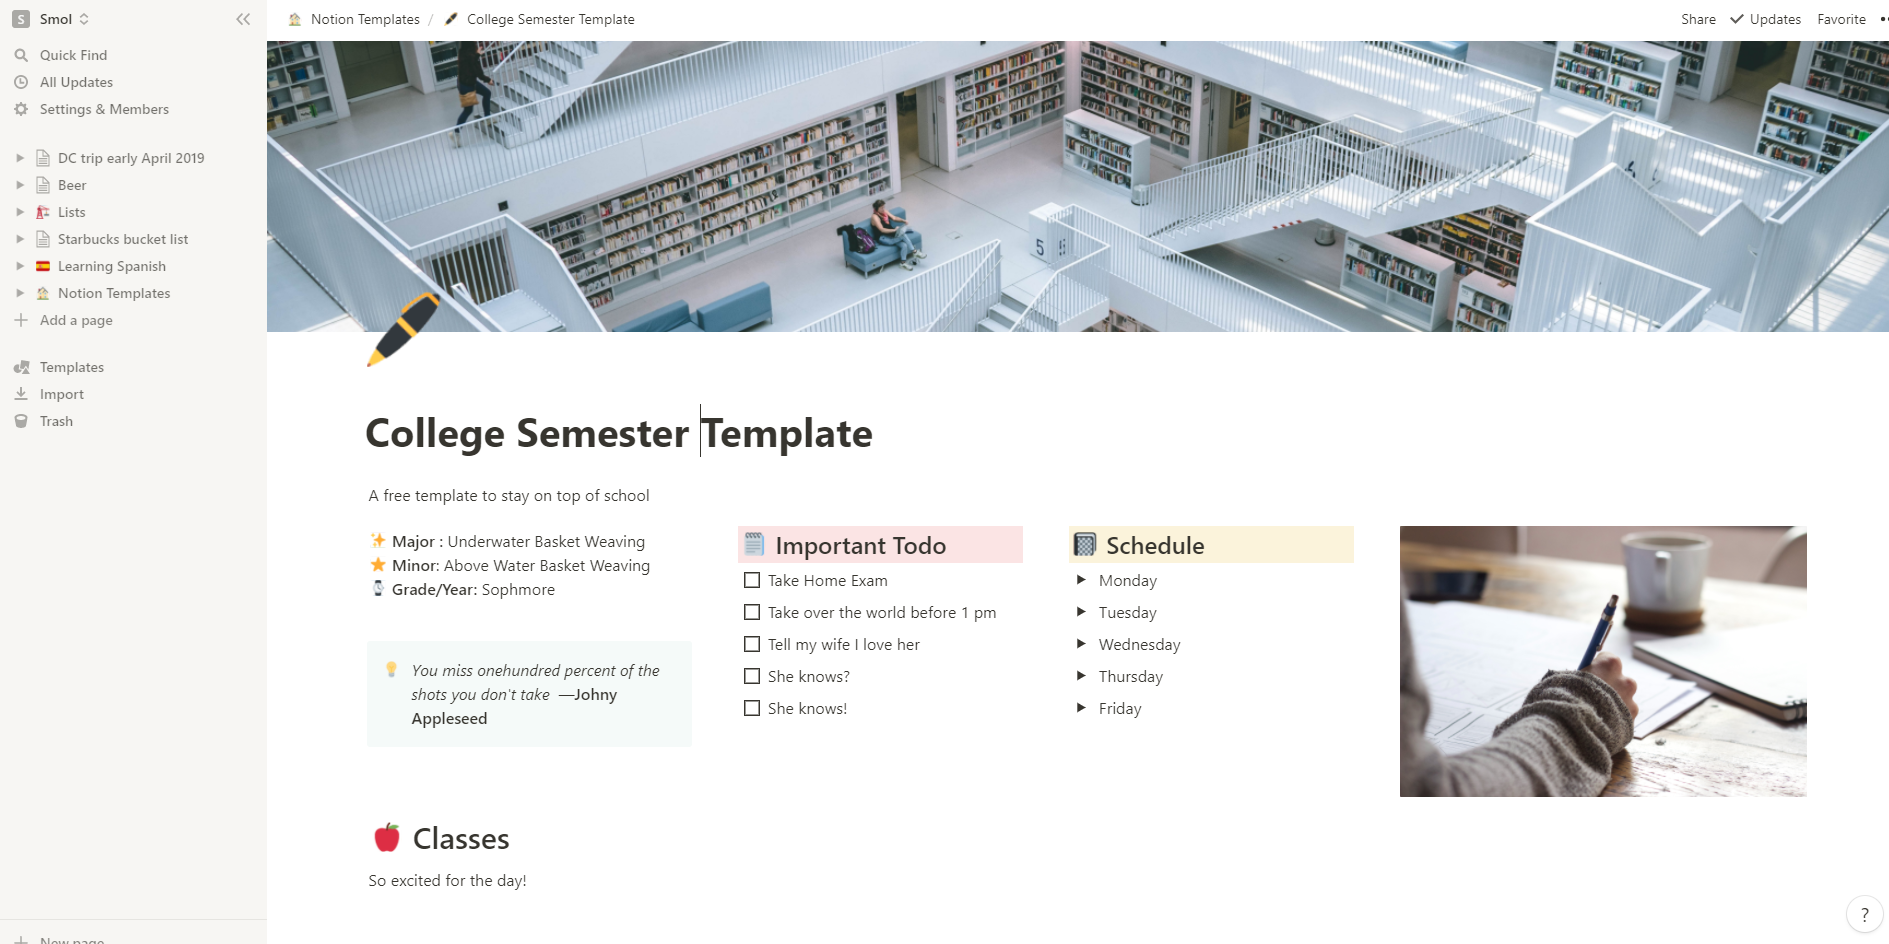 S Smol
Quick Find
All Updates
Settings & Members
DC trip early April 2019
Beer
Lists
Starbucks bucket list
Learning Spanish
Notion Templates
Add a page
Templates
Import
Trash
New page
Notion Templates / College Semester Template
Share Updates Favorite
5
College Semester Template
A free template to stay on top of school
Major : Underwater Basket Weaving
Minor: Above Water Basket Weaving
Grade/Year: Sophmore
You miss onehundred percent of the
shots you don't take —Johny
Appleseed
Important Todo
Take Home Exam
Take over the world before 1 pm
Tell my wife I love her
She knows?
She knows!
Schedule
Monday
Tuesday
Wednesday
Thursday
Friday
Classes
So excited for the day!
?